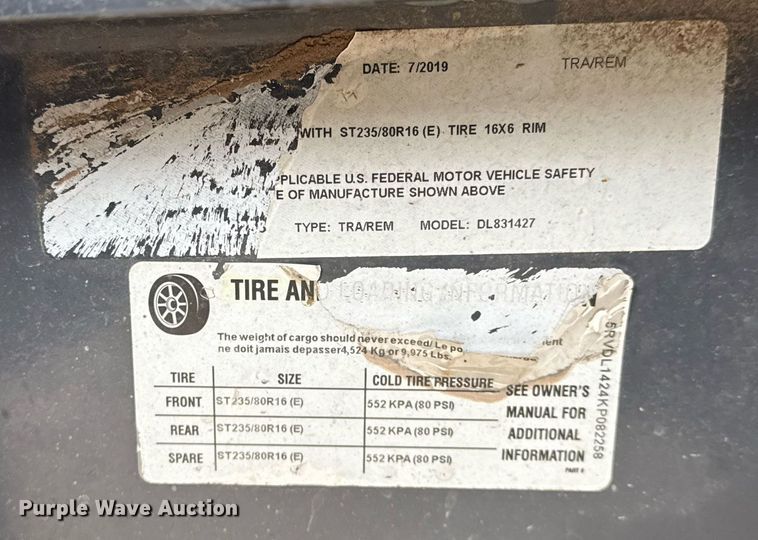 DATE: 7/2019 TRA/REM
WITH ST235/80R16 (E) TIRE 16X6 RIM
PLICABLE U.S. FEDERAL MOTOR VEHICLE SAFETY
E OF MANUFACTURE SHOWN ABOVE
TYPE: TRA/REM MODEL: DL831427
TIRE AN
The weight of cargo should never exceed/ Le po
ne doit jamais depasser4,524 Kg or 9,975 Lbs.
TIRE SIZE COLD TIRE PRESSURE
FRONT ST235/80R16 (E) 552 KPA (80 PSI)
REAR ST235/80R16 (E) 552 KPA (80 PSI)
SPARE ST235/80R16 (E) 552 KPA (80 PSI)
SEE OWNER'S
MANUAL FOR
ADDITIONAL
INFORMATION
PART #
5RVDL1424KP082258
Purple Wave Auction